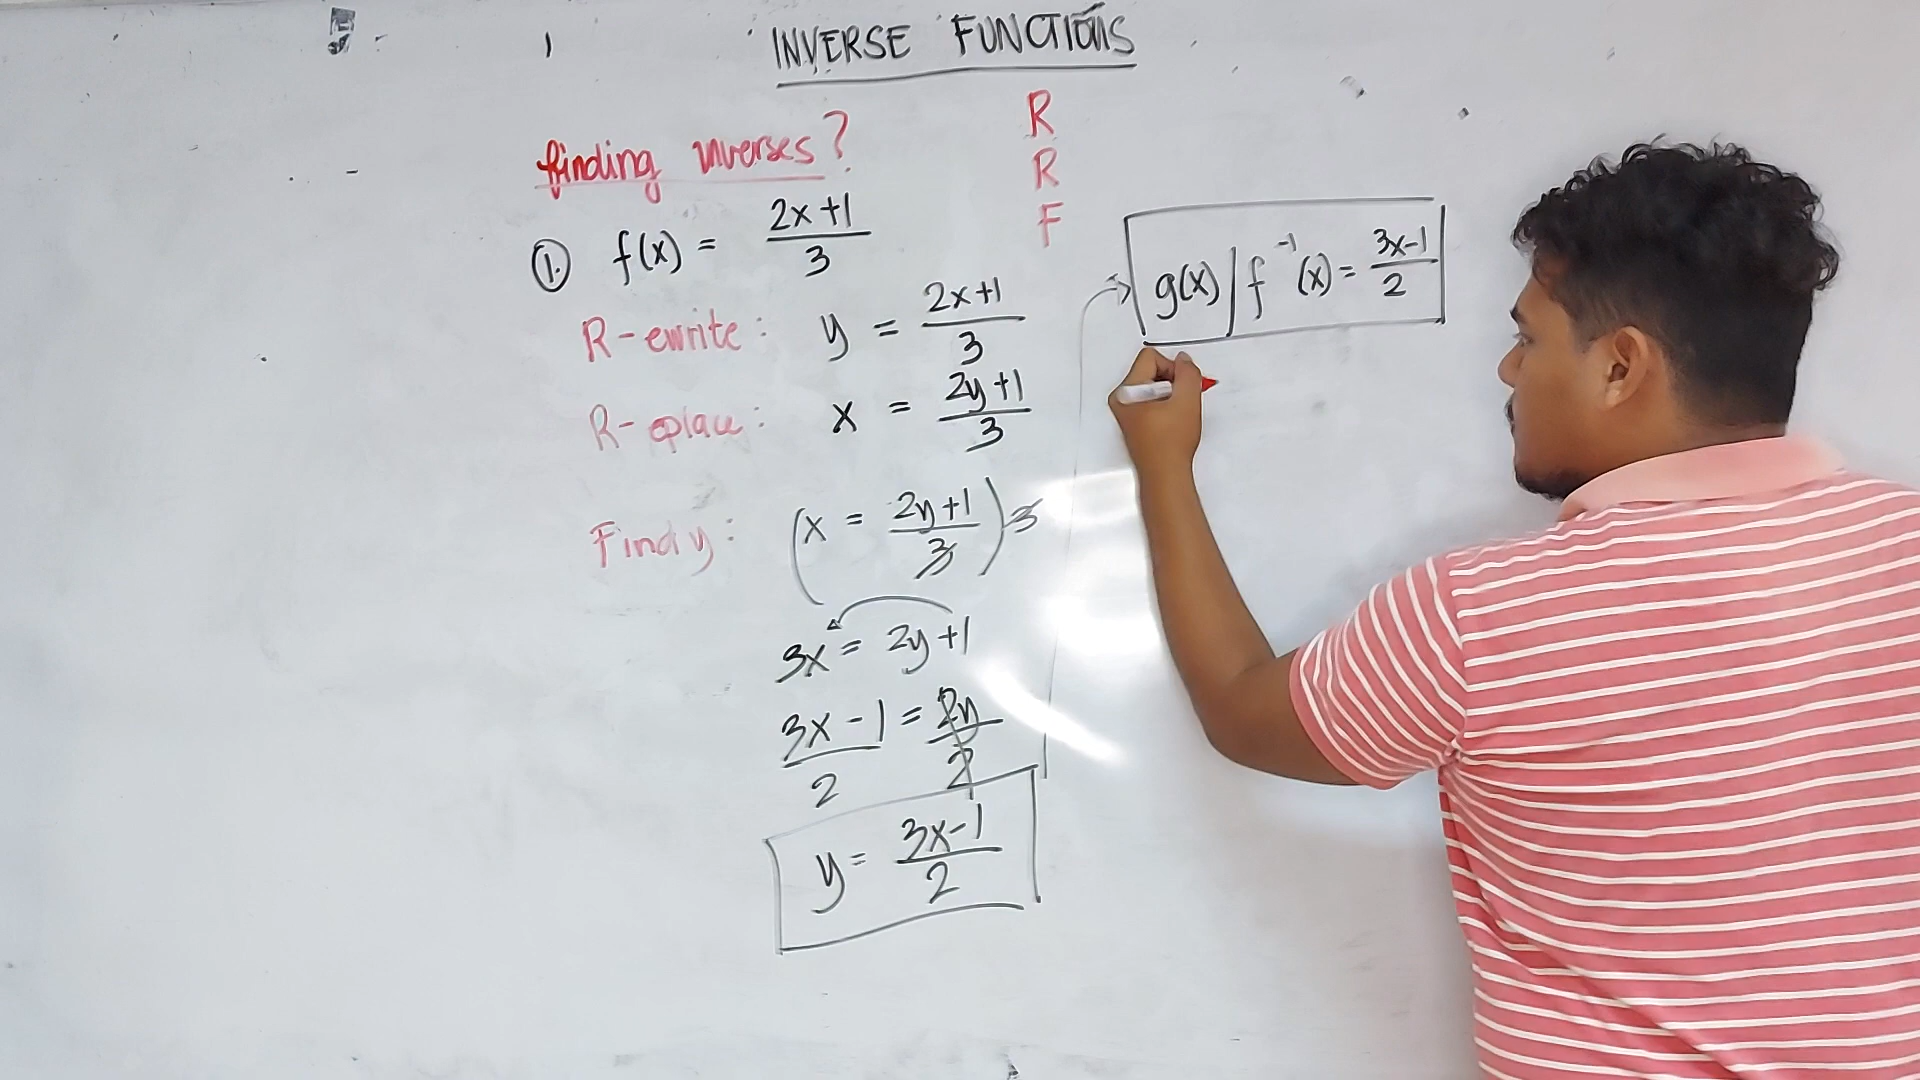 INVERSE FUNCTIONS
finding inverses?
R
R
F
① f(x) = 2x+1 / 3
R-ewrite: y = 2x+1 / 3
R-eplace: x = 2y+1 / 3
Find y: (x = 2y+1 / 3) 3
3x = 2y+1
3x-1 / 2 = 2y / 2
y = 3x-1 / 2
g(x) / f⁻¹(x) = 3x-1 / 2